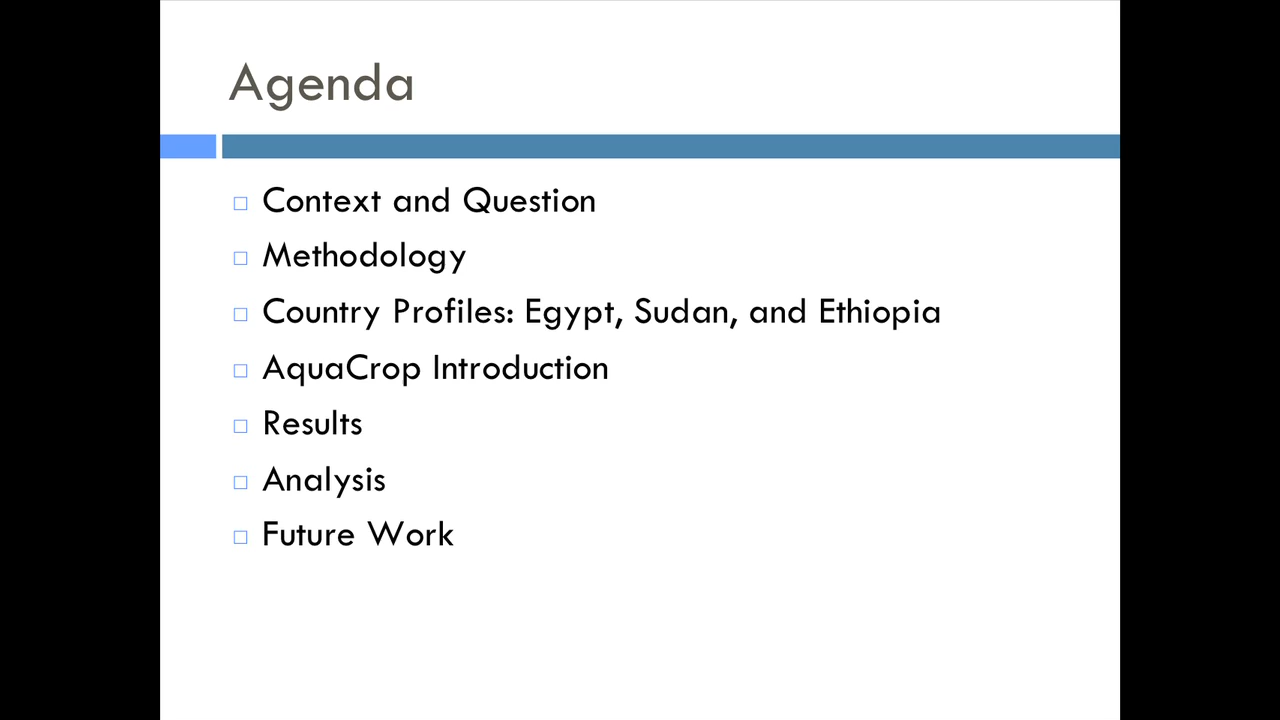 Agenda
Context and Question
Methodology
Country Profiles: Egypt, Sudan, and Ethiopia
AquaCrop Introduction
Results
Analysis
Future Work